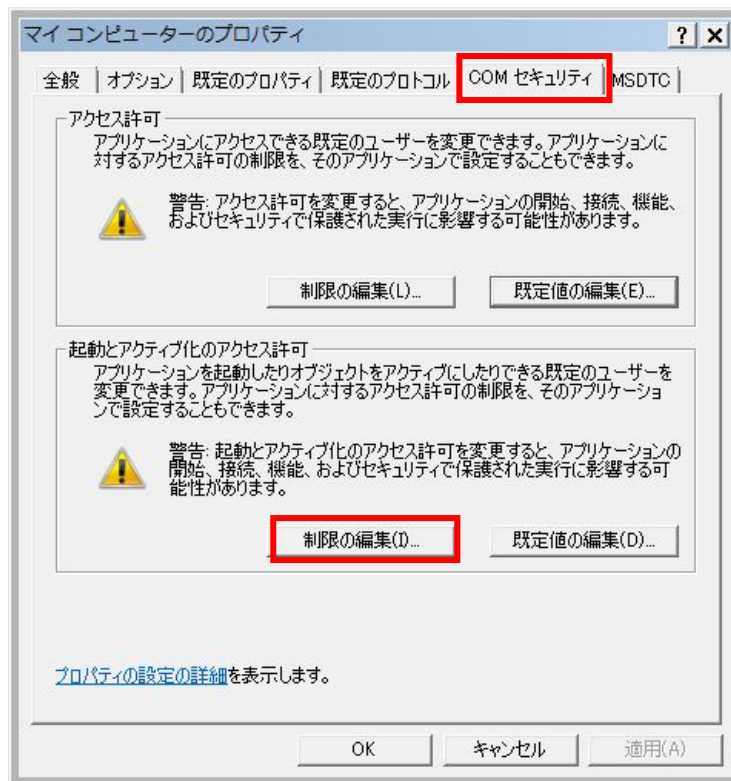 マイ コンピューターのプロパティ
? x
全般 オプション 既定のプロパティ 既定のプロトコル COM セキュリティ MSDTC
アクセス許可
アプリケーションにアクセスできる既定のユーザーを変更できます。アプリケーションに
対するアクセス許可の制限を、そのアプリケーションで設定することもできます。
警告: アクセス許可を変更すると、アプリケーションの開始、接続、機能、
およびセキュリティで保護された実行に影響する可能性があります。
制限の編集(L)... 既定値の編集(E)...
起動とアクティブ化のアクセス許可
アプリケーションを起動したりオブジェクトをアクティブにしたりできる既定のユーザーを
変更できます。アプリケーションに対するアクセス許可の制限を、そのアプリケーショ
ンで設定することもできます。
警告: 起動とアクティブ化のアクセス許可を変更すると、アプリケーションの
開始、接続、機能、およびセキュリティで保護された実行に影響する可
能性があります。
制限の編集(I)... 既定値の編集(D)...
プロパティの設定の詳細を表示します。
OK キャンセル 適用(A)